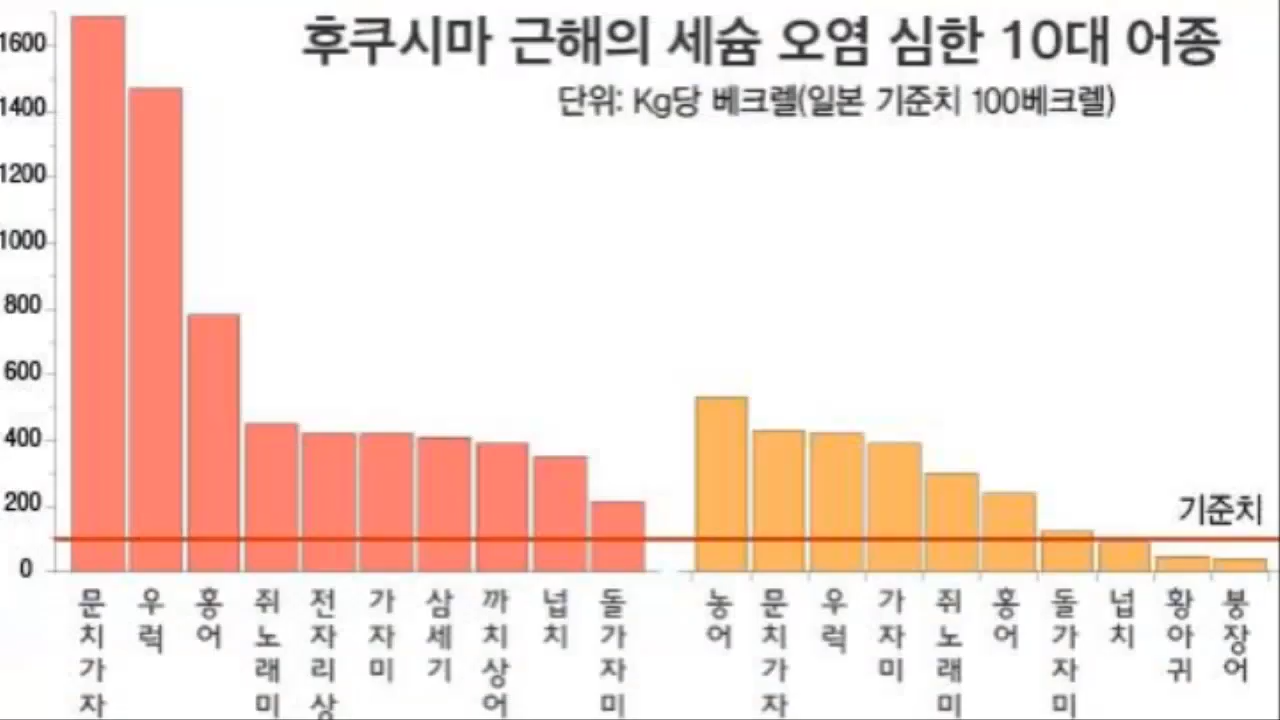 후쿠시마 근해의 세슘 오염 심한 10대 어종
단위: Kg당 베크렐(일본 기준치 100베크렐)
1600
1400
1200
1000
800
600
400
200
0
기준치
문치가자
우럭
홍어
쥐노래미
전자리상
가자미
삼세기
까치상어
넙치
돌가자미
농어
문치가자
우럭
가자미
쥐노래미
홍어
돌가자미
넙치
황아귀
붕장어